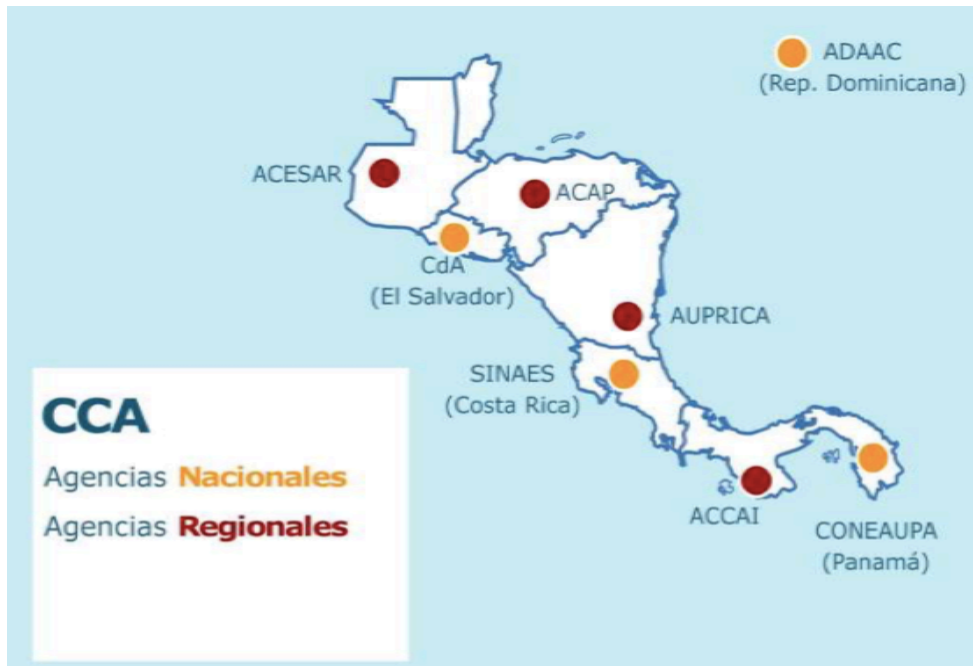 ADAAC
(Rep. Dominicana)
ACESAR
ACAP
CdA
(El Salvador)
AUPRICA
SINAES
(Costa Rica)
ACCAI
CONEAUPA
(Panamá)
CCA
Agencias Nacionales
Agencias Regionales